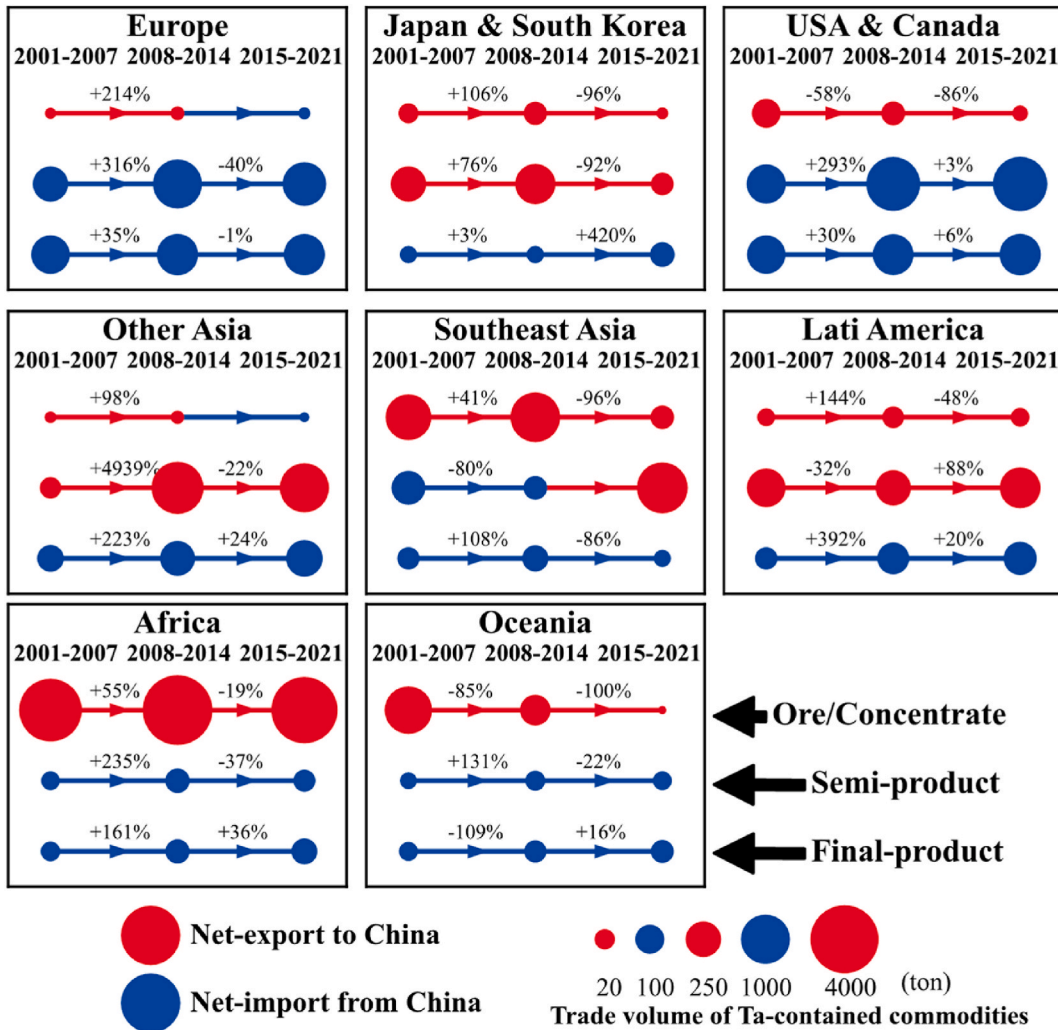 Europe
2001-2007 2008-2014 2015-2021
+214%
+316% -40%
+35% -1%
Japan & South Korea
2001-2007 2008-2014 2015-2021
+106% -96%
+76% -92%
+3% +420%
USA & Canada
2001-2007 2008-2014 2015-2021
-58% -86%
+293% +3%
+30% +6%
Other Asia
2001-2007 2008-2014 2015-2021
+98%
+4939% -22%
+223% +24%
Southeast Asia
2001-2007 2008-2014 2015-2021
+41% -96%
-80%
+108% -86%
Lati America
2001-2007 2008-2014 2015-2021
+144% -48%
-32% +88%
+392% +20%
Africa
2001-2007 2008-2014 2015-2021
+55% -19%
+235% -37%
+161% +36%
Oceania
2001-2007 2008-2014 2015-2021
-85% -100%
+131% -22%
-109% +16%
Ore/Concentrate
Semi-product
Final-product
Net-export to China
Net-import from China
20 100 250 1000 4000 (ton)
Trade volume of Ta-contained commodities